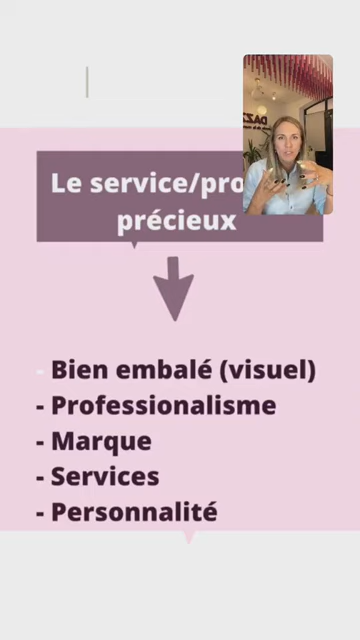 Le service/pro
précieux
- Bien embalé (visuel)
- Professionalisme
- Marque
- Services
- Personnalité